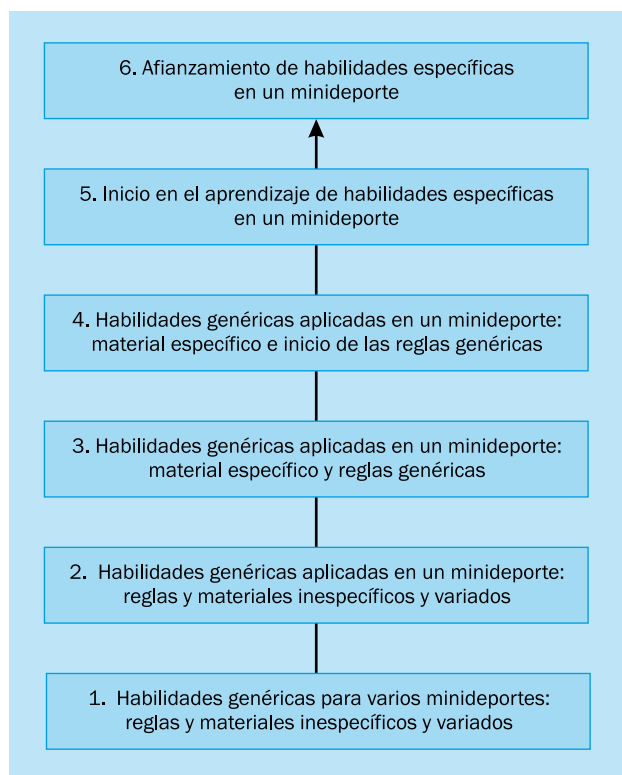 6. Afianzamiento de habilidades específicas
en un minideporte
5. Inicio en el aprendizaje de habilidades específicas
en un minideporte
4. Habilidades genéricas aplicadas en un minideporte:
material específico e inicio de las reglas genéricas
3. Habilidades genéricas aplicadas en un minideporte:
material específico y reglas genéricas
2. Habilidades genéricas aplicadas en un minideporte:
reglas y materiales inespecíficos y variados
1. Habilidades genéricas para varios minideportes:
reglas y materiales inespecíficos y variados